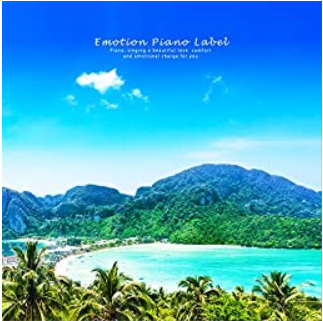 Emotion Piano Label
Piano, singing a beautiful love, comfort
and emotional charge for you